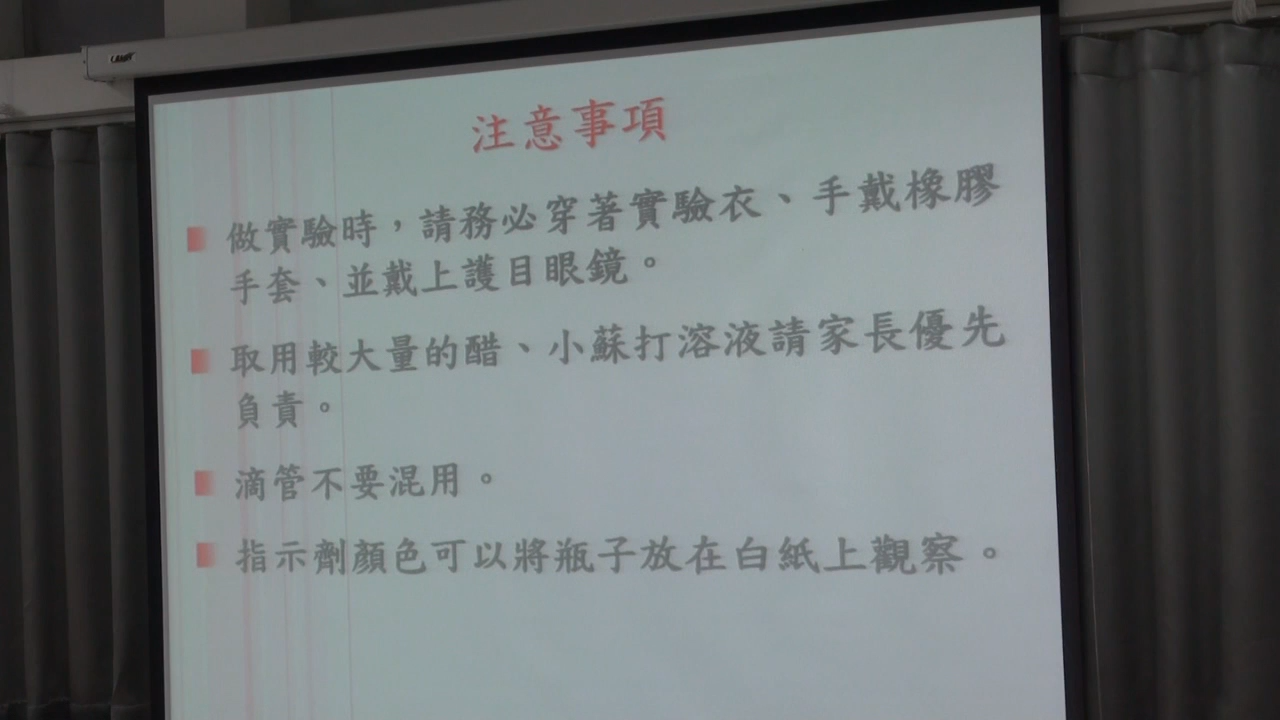 注意事項
做實驗時，請務必穿著實驗衣、手戴橡膠
手套、並戴上護目眼鏡。
取用較大量的醋、小蘇打溶液請家長優先
負責。
滴管不要混用。
指示劑顏色可以將瓶子放在白紙上觀察。